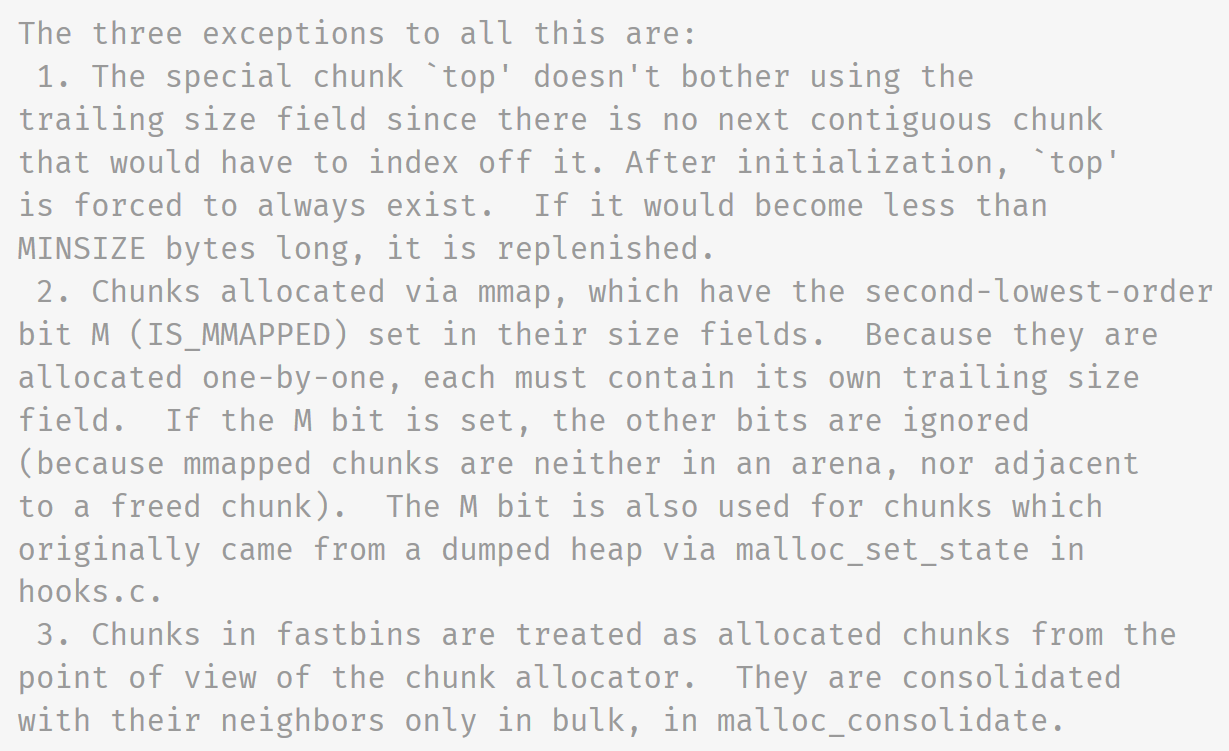 The three exceptions to all this are:
 1. The special chunk `top' doesn't bother using the
trailing size field since there is no next contiguous chunk
that would have to index off it. After initialization, `top'
is forced to always exist.  If it would become less than
MINSIZE bytes long, it is replenished.
 2. Chunks allocated via mmap, which have the second-lowest-order
bit M (IS_MMAPPED) set in their size fields.  Because they are
allocated one-by-one, each must contain its own trailing size
field.  If the M bit is set, the other bits are ignored
(because mmapped chunks are neither in an arena, nor adjacent
to a freed chunk).  The M bit is also used for chunks which
originally came from a dumped heap via malloc_set_state in
hooks.c.
 3. Chunks in fastbins are treated as allocated chunks from the
point of view of the chunk allocator.  They are consolidated
with their neighbors only in bulk, in malloc_consolidate.